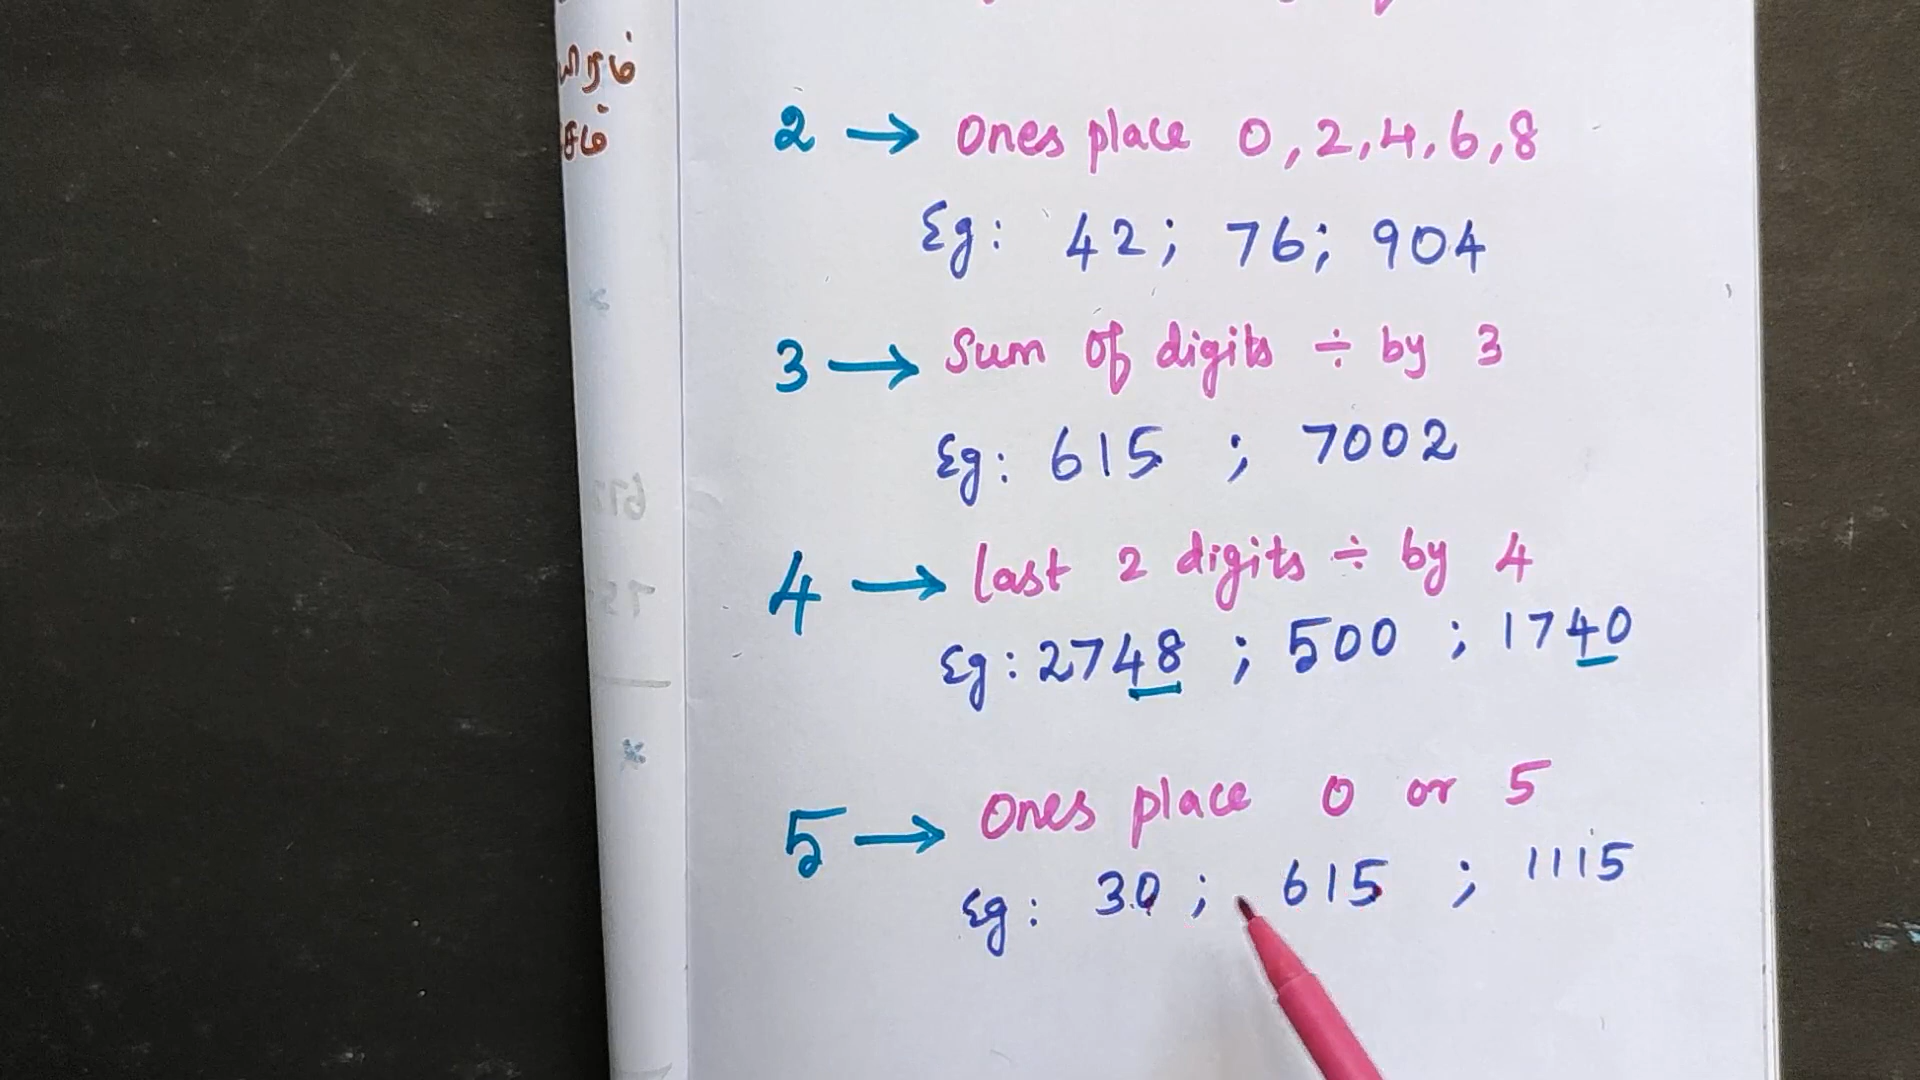 2 → Ones place 0,2,4,6,8
Eg: 42; 76; 904
3 → Sum of digits ÷ by 3
Eg: 615 ; 7002
4 → last 2 digits ÷ by 4
Eg: 2748 ; 500 ; 1740
5 → Ones place 0 or 5
Eg: 30 ; 615 ; 1115